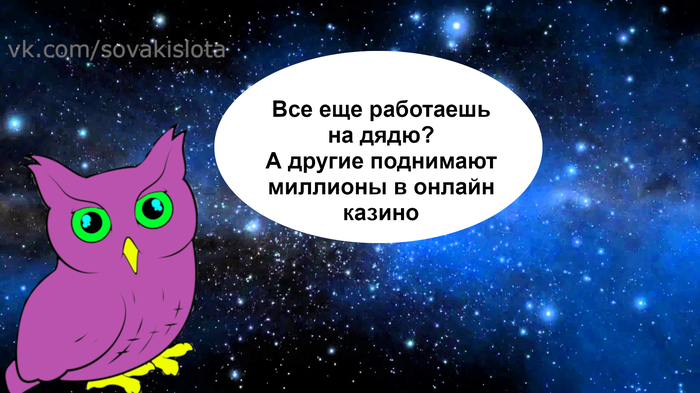 vk.com/sovakislota
Все еще работаешь
на дядю?
А другие поднимают
миллионы в онлайн
казино